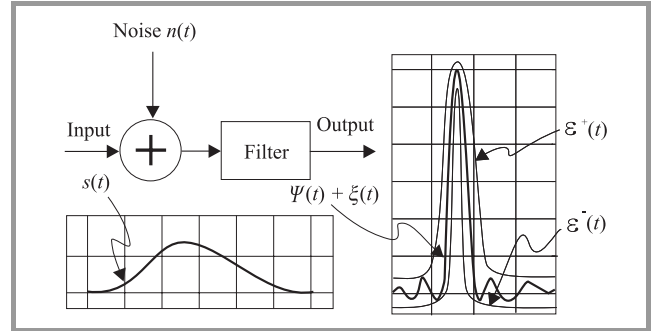 Noise n(t)
Input
+
Filter
Output
s(t)
Ψ(t) + ξ(t)
ε⁺(t)
ε⁻(t)